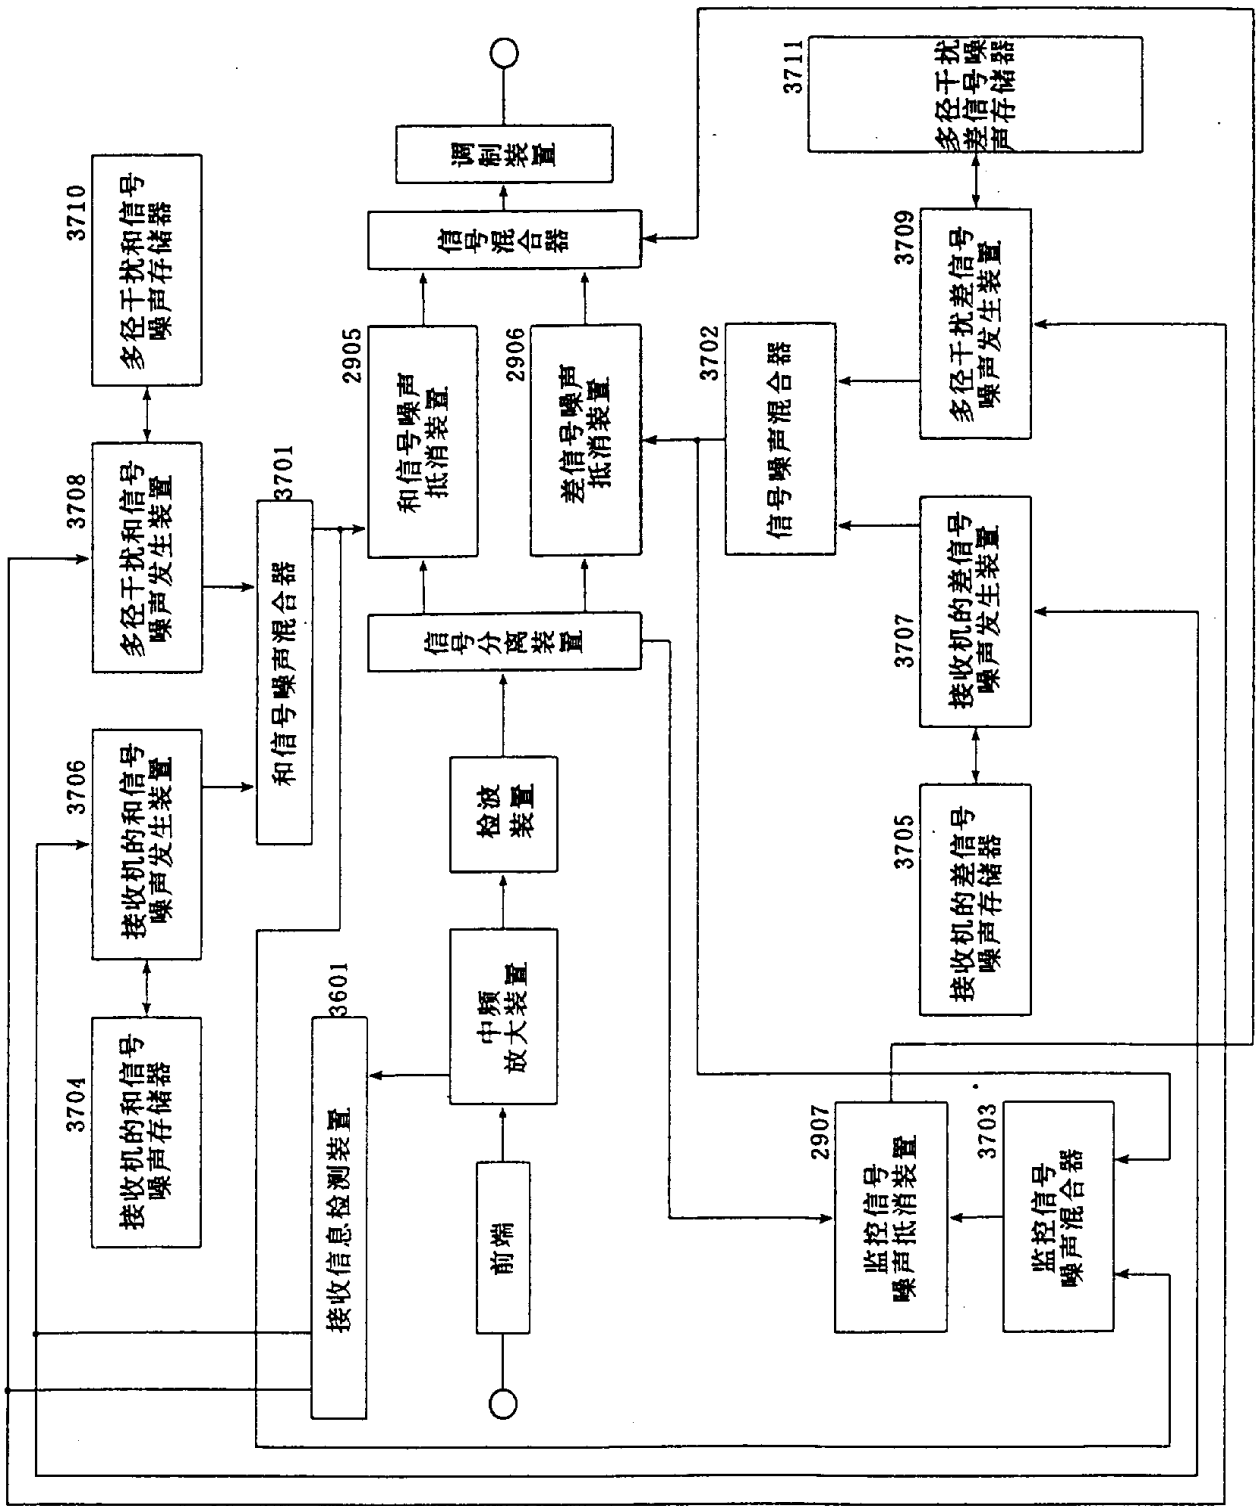 3704
接收机的和信号
噪声存储器
3706
接收机的和信号
噪声发生装置
3708
多径干扰和信号
噪声发生装置
3710
多径干扰和信号
噪声存储器
3701
和信号噪声混合器
3601
接收信息检测装置
前端
中频
放大装置
检波
装置
信号分离装置
2905
和信号噪声
抵消装置
2906
差信号噪声
抵消装置
信号混合器
调制装置
3702
信号噪声混合器
2907
监控信号
噪声抵消装置
3703
监控信号
噪声混合器
3705
接收机的差信号
噪声存储器
3707
接收机的差信号
噪声发生装置
3709
多径干扰差信号
噪声发生装置
3711
多径干扰
差信号噪
声存储器